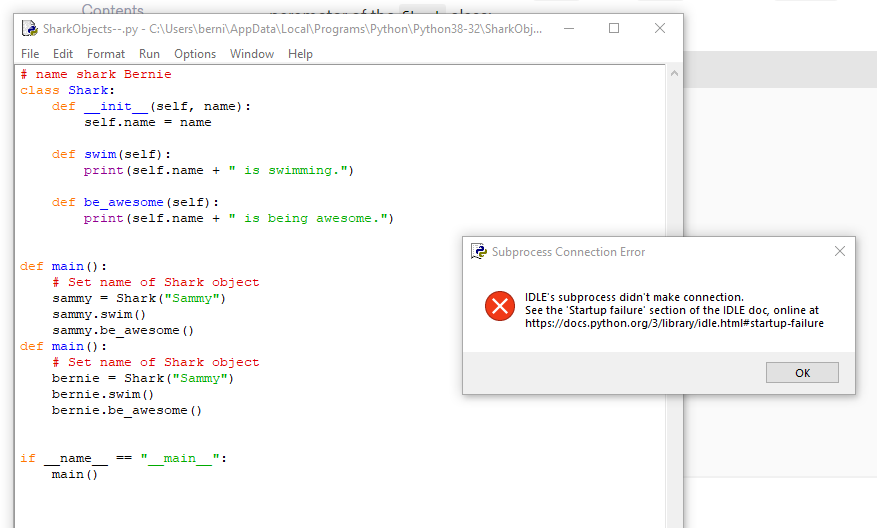 Contents
SharkObjects--.py - C:\Users\berni\AppData\Local\Programs\Python\Python38-32\SharkObj...
File Edit Format Run Options Window Help
# name shark Bernie
class Shark:
    def __init__(self, name):
        self.name = name

    def swim(self):
        print(self.name + " is swimming.")

    def be_awesome(self):
        print(self.name + " is being awesome.")


def main():
    # Set name of Shark object
    sammy = Shark("Sammy")
    sammy.swim()
    sammy.be_awesome()
def main():
    # Set name of Shark object
    bernie = Shark("Sammy")
    bernie.swim()
    bernie.be_awesome()


if __name__ == "__main__":
    main()
Subprocess Connection Error
IDLE's subprocess didn't make connection.
See the 'Startup failure' section of the IDLE doc, online at
https://docs.python.org/3/library/idle.html#startup-failure
OK